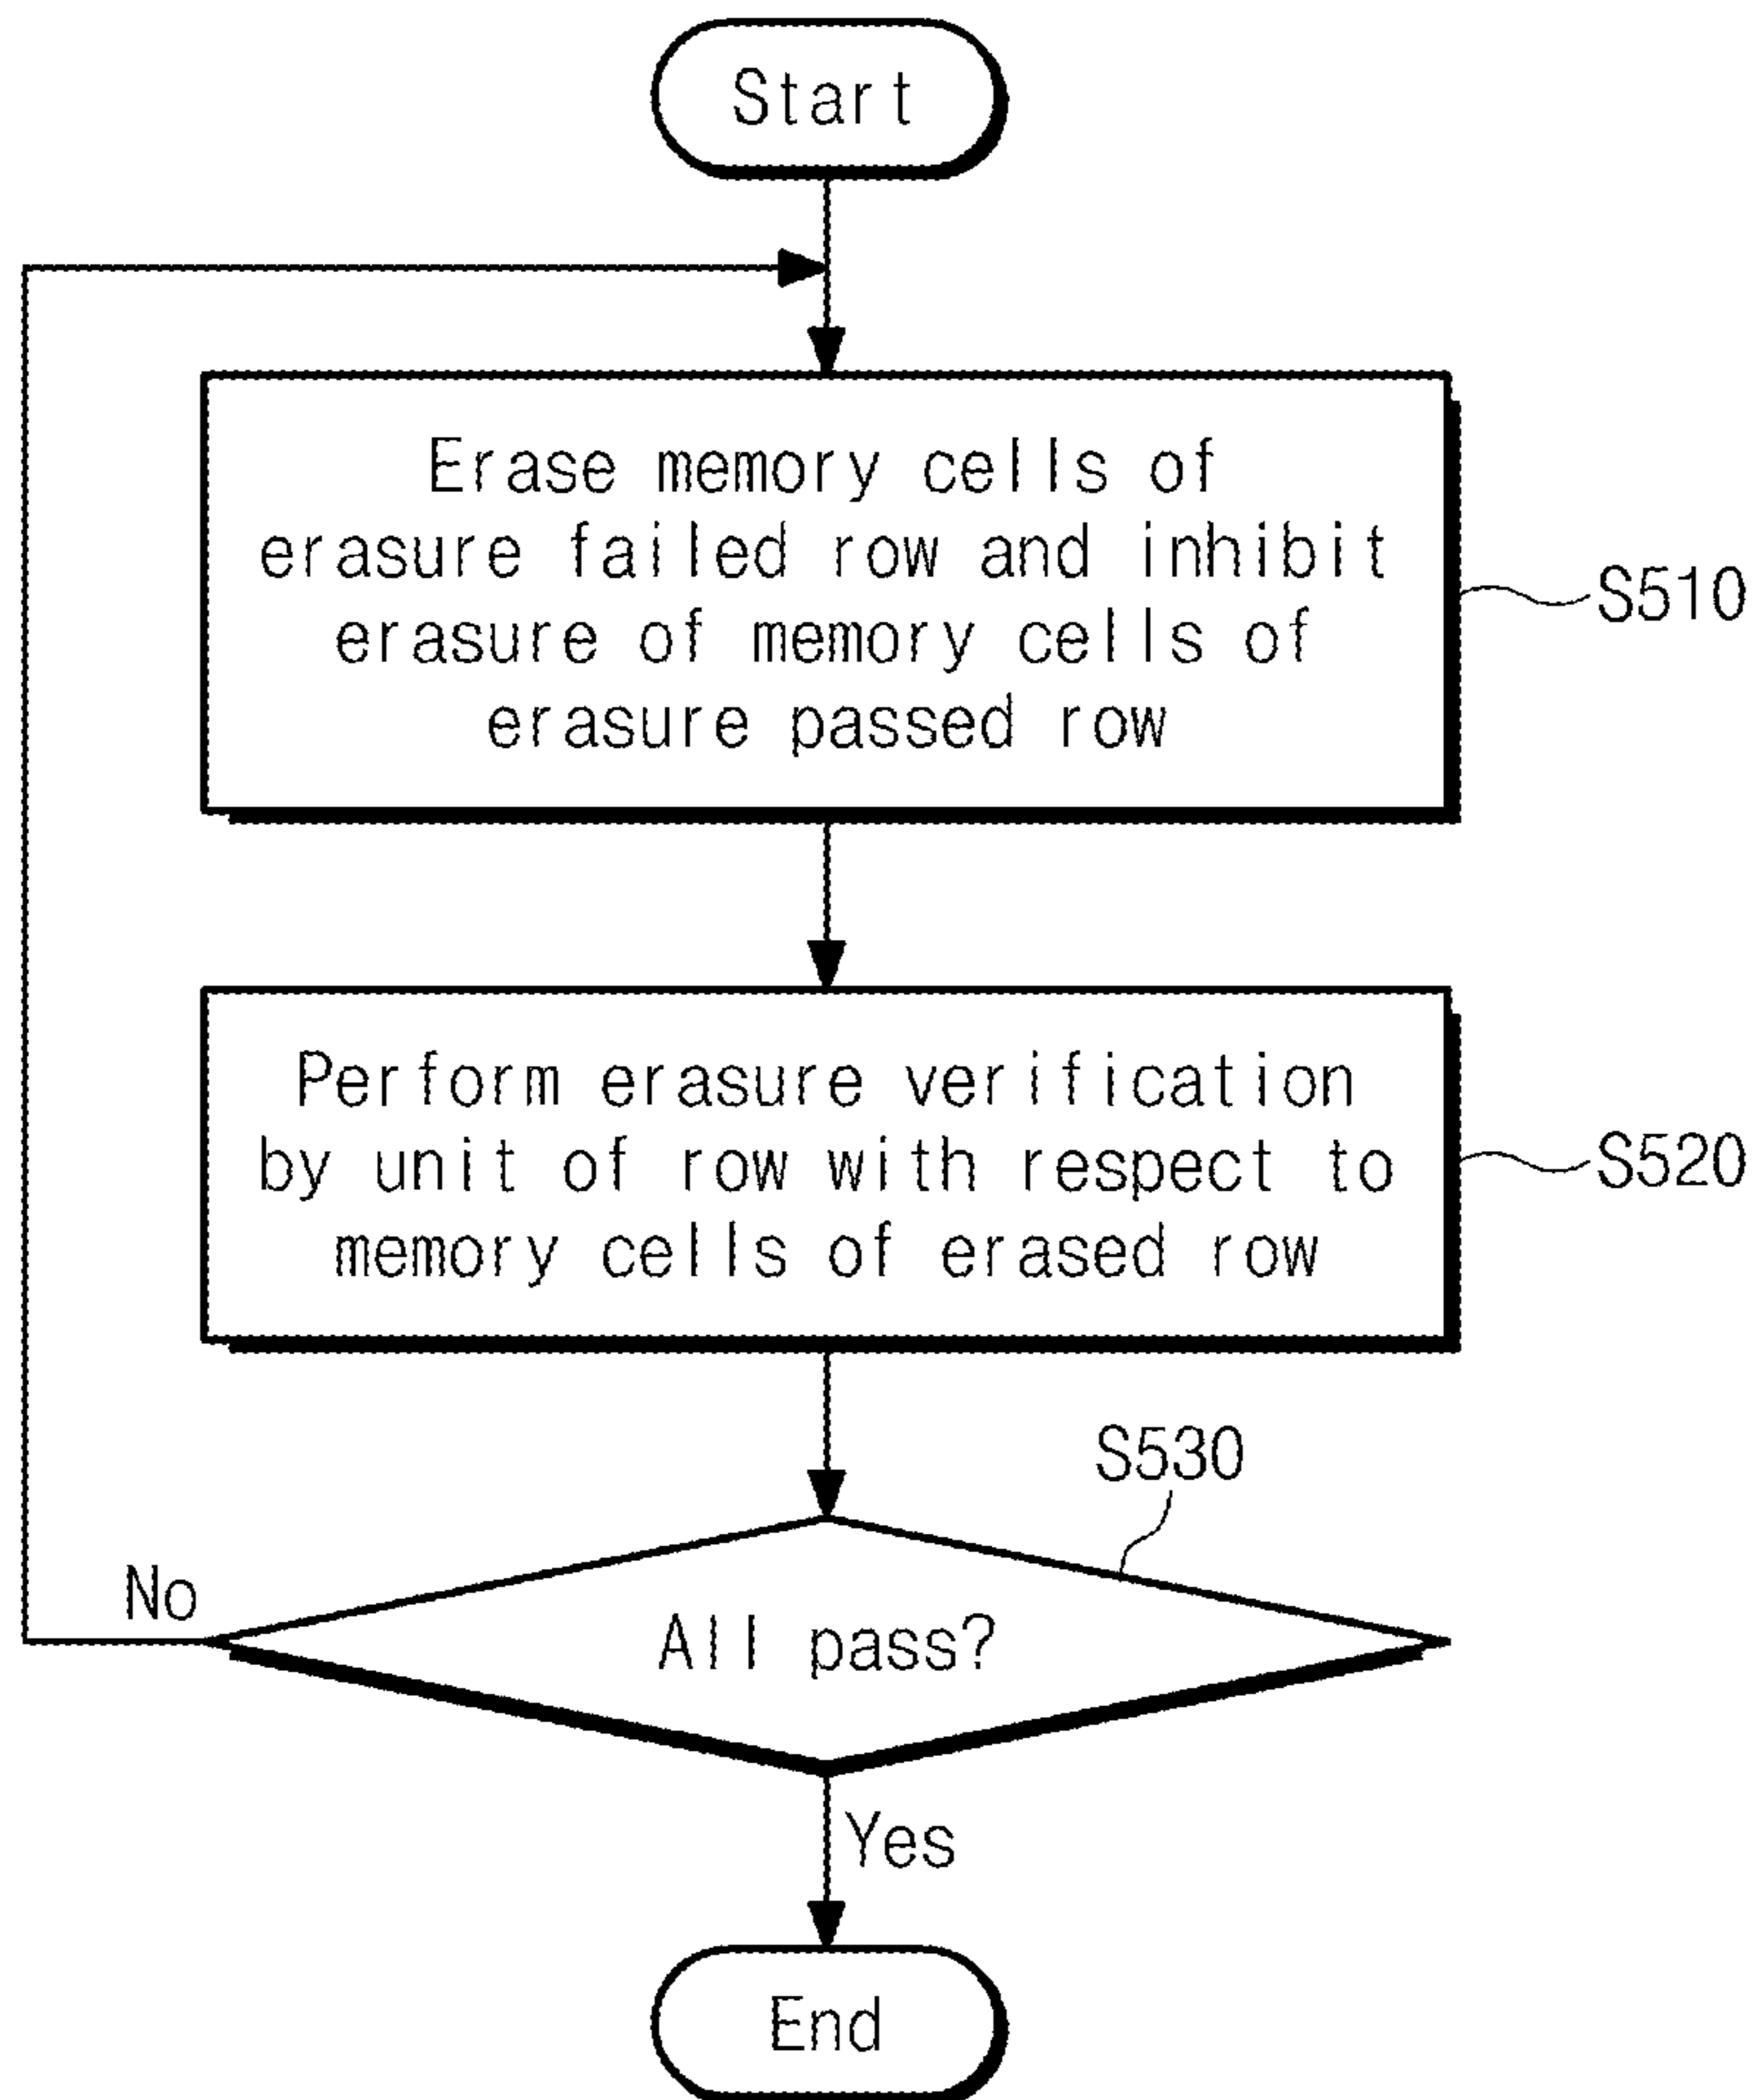 Start
Erase memory cells of
erasure failed row and inhibit
erasure of memory cells of
erasure passed row
S510
Perform erasure verification
by unit of row with respect to
memory cells of erased row
S520
S530
No
All pass?
Yes
End